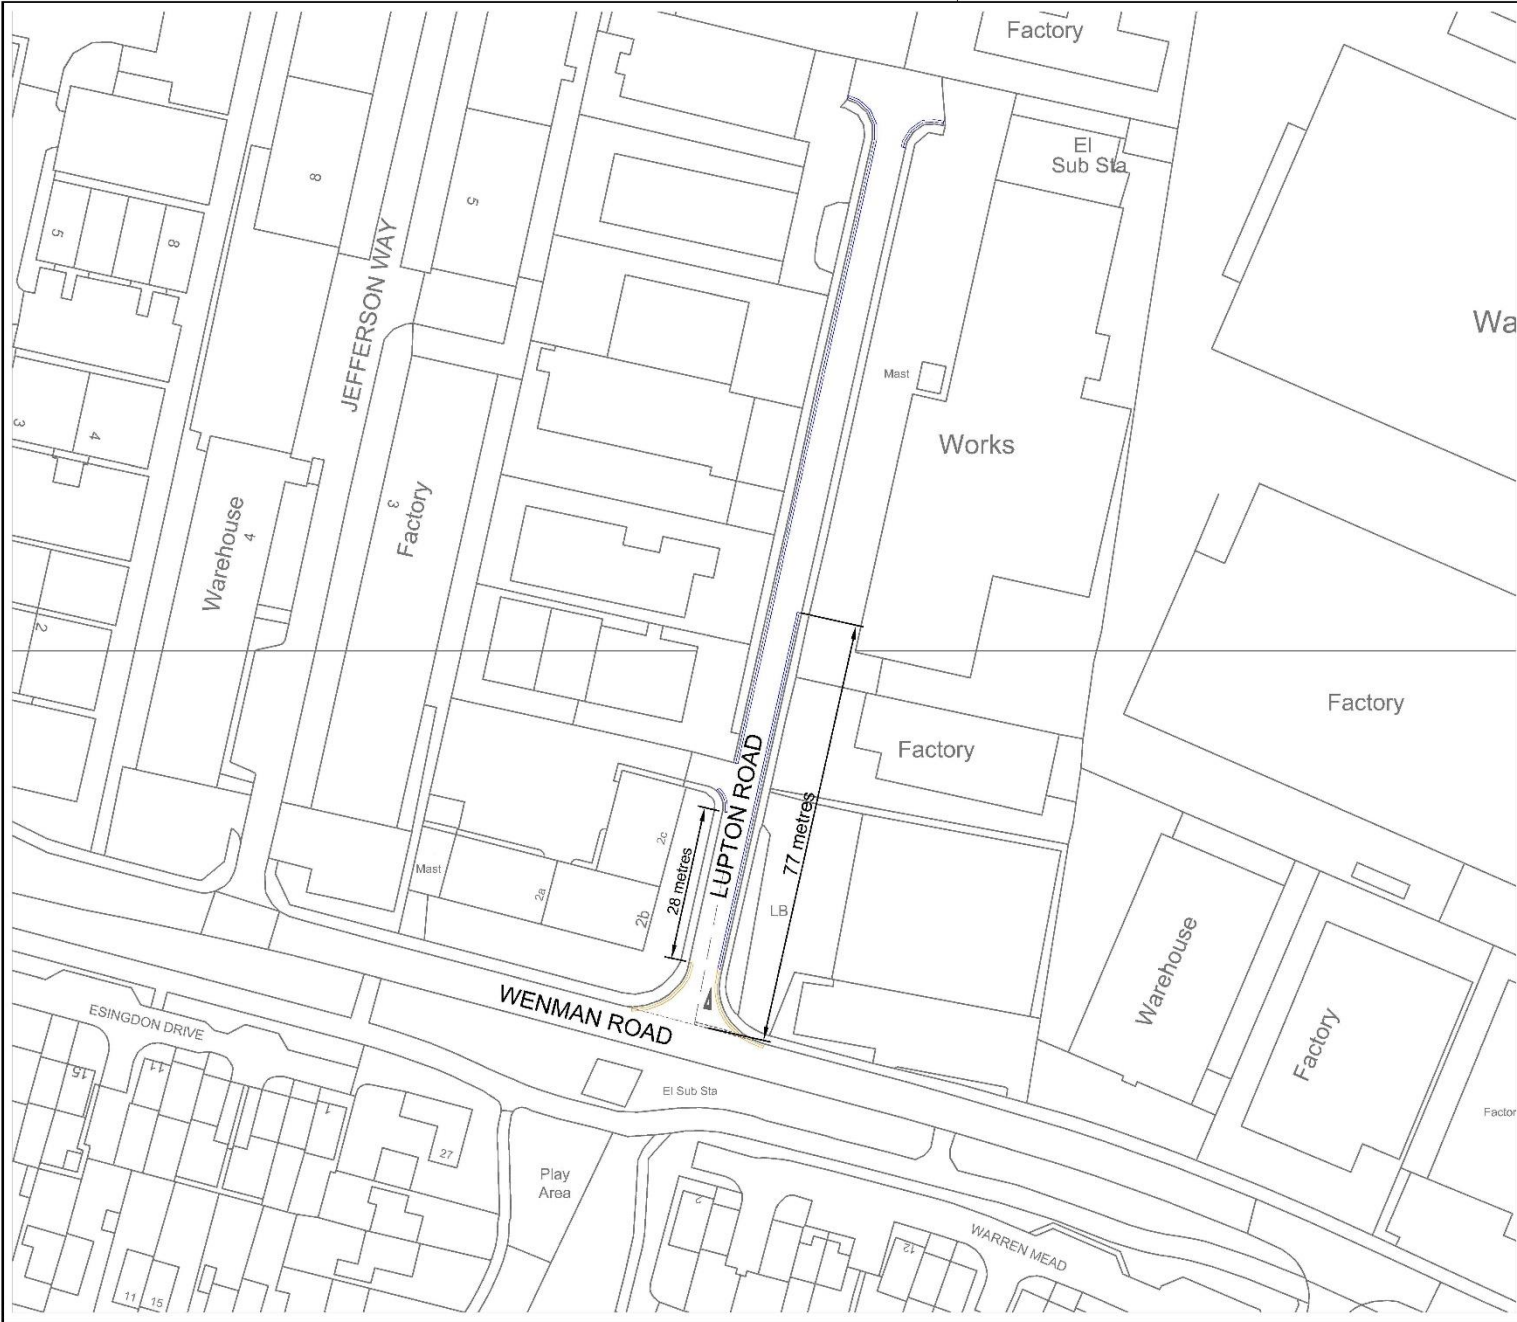 Factory
El
Sub Sta
8
5
5
8
JEFFERSON WAY
Wa
Mast
3
4
Works
Warehouse
4
3
Factory
2
Factory
Factory
LUPTON ROAD
77 metres
28 metres
2c
Mast
2a
2b
LB
Warehouse
WENMAN ROAD
ESINGDON DRIVE
Factory
El Sub Sta
15
11
1
27
Factor
Play
Area
2
12
WARREN MEAD
11
15